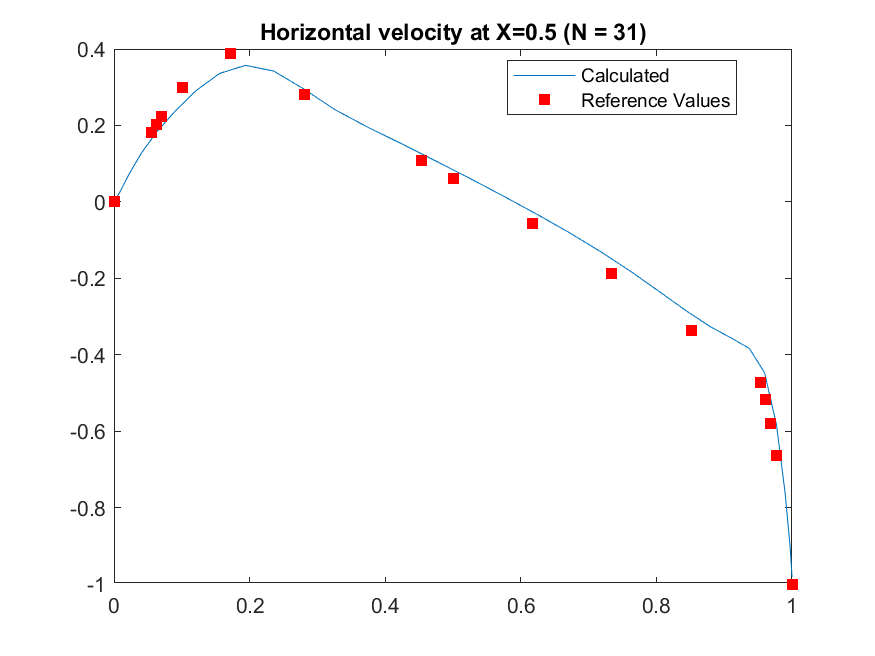 Horizontal velocity at X=0.5 (N = 31)
Calculated
Reference Values
0.4
0.2
0
-0.2
-0.4
-0.6
-0.8
-1
0 0.2 0.4 0.6 0.8 1